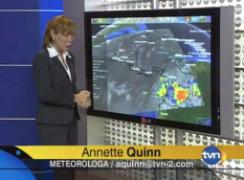 Annette Quinn
METEOROLOGA / aquinn@tvn-2.com
tvn